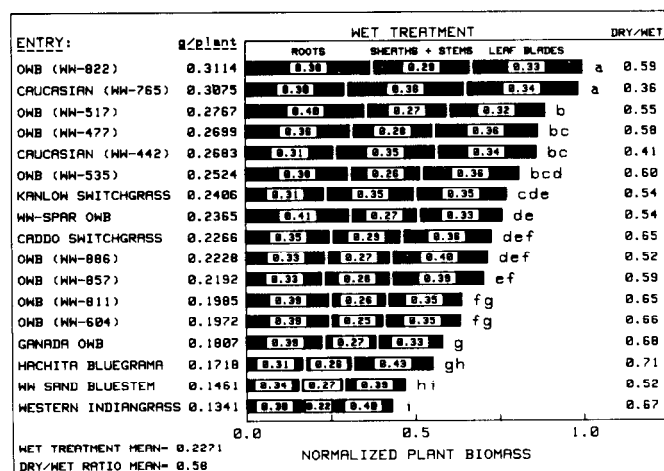 WET TREATMENT
ENTRY: g/plant ROOTS SHEATHS + STEMS LEAF BLADES DRY/WET
OWB (WW-822) 0.3114 0.38 0.29 0.33 a 0.59
CAUCASIAN (WW-765) 0.3075 0.30 0.36 0.34 a 0.36
OWB (WW-517) 0.2767 0.40 0.27 0.32 b 0.55
OWB (WW-477) 0.2699 0.36 0.28 0.36 bc 0.58
CAUCASIAN (WW-442) 0.2683 0.31 0.35 0.34 bc 0.41
OWB (WW-535) 0.2524 0.38 0.26 0.36 bcd 0.60
KANLOW SWITCHGRASS 0.2406 0.31 0.35 0.35 cde 0.54
WW-SPAR OWB 0.2365 0.41 0.27 0.33 de 0.54
CADDO SWITCHGRASS 0.2266 0.35 0.29 0.36 def 0.65
OWB (WW-886) 0.2228 0.33 0.27 0.40 def 0.52
OWB (WW-857) 0.2192 0.33 0.28 0.39 ef 0.59
OWB (WW-811) 0.1985 0.39 0.26 0.35 fg 0.65
OWB (WW-604) 0.1972 0.39 0.25 0.35 fg 0.66
GANADA OWB 0.1807 0.39 0.27 0.33 g 0.68
HACHITA BLUEGRAMA 0.1718 0.31 0.26 0.43 gh 0.71
WW SAND BLUESTEM 0.1461 0.34 0.27 0.39 hi 0.52
WESTERN INDIANGRASS 0.1341 0.38 0.22 0.40 i 0.67
0.0 0.5 1.0
WET TREATMENT MEAN= 0.2271
NORMALIZED PLANT BIOMASS
DRY/WET RATIO MEAN= 0.58